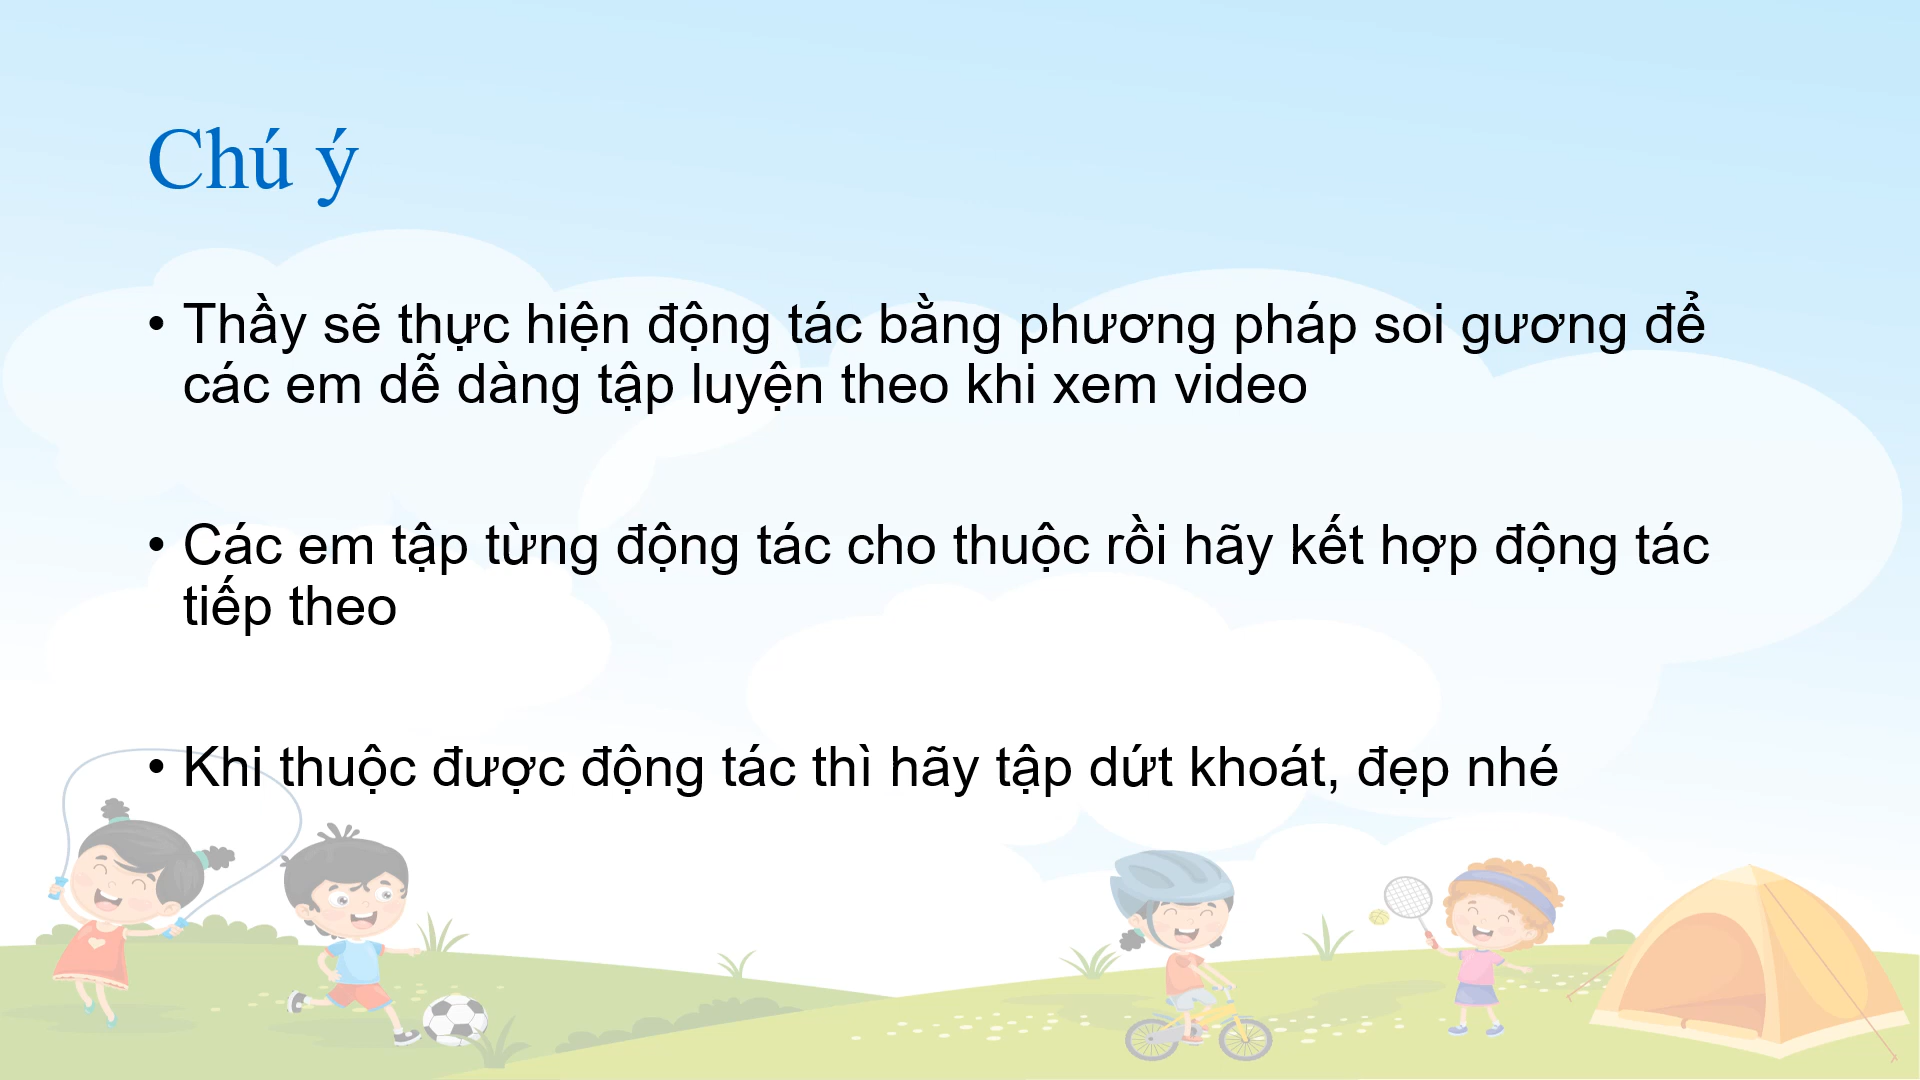 Chú ý
• Thầy sẽ thực hiện động tác bằng phương pháp soi gương để
các em dễ dàng tập luyện theo khi xem video
• Các em tập từng động tác cho thuộc rồi hãy kết hợp động tác
tiếp theo
• Khi thuộc được động tác thì hãy tập dứt khoát, đẹp nhé